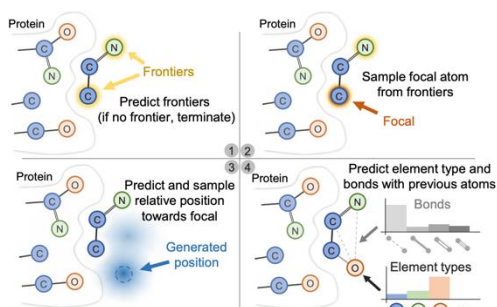 Protein
O
C
N
C
C
O
N
C
C
Frontiers
Predict frontiers
(if no frontier, terminate)
Protein
O
C
N
C
C
O
N
C
C
Sample focal atom
from frontiers
Focal
1 2
3 4
Protein
O
C
N
C
C
O
N
C
C
Predict and sample
relative position
towards focal
Generated
position
Protein
O
C
N
C
C
O
N
C
C
O
Predict element type and
bonds with previous atoms
Bonds
Element types